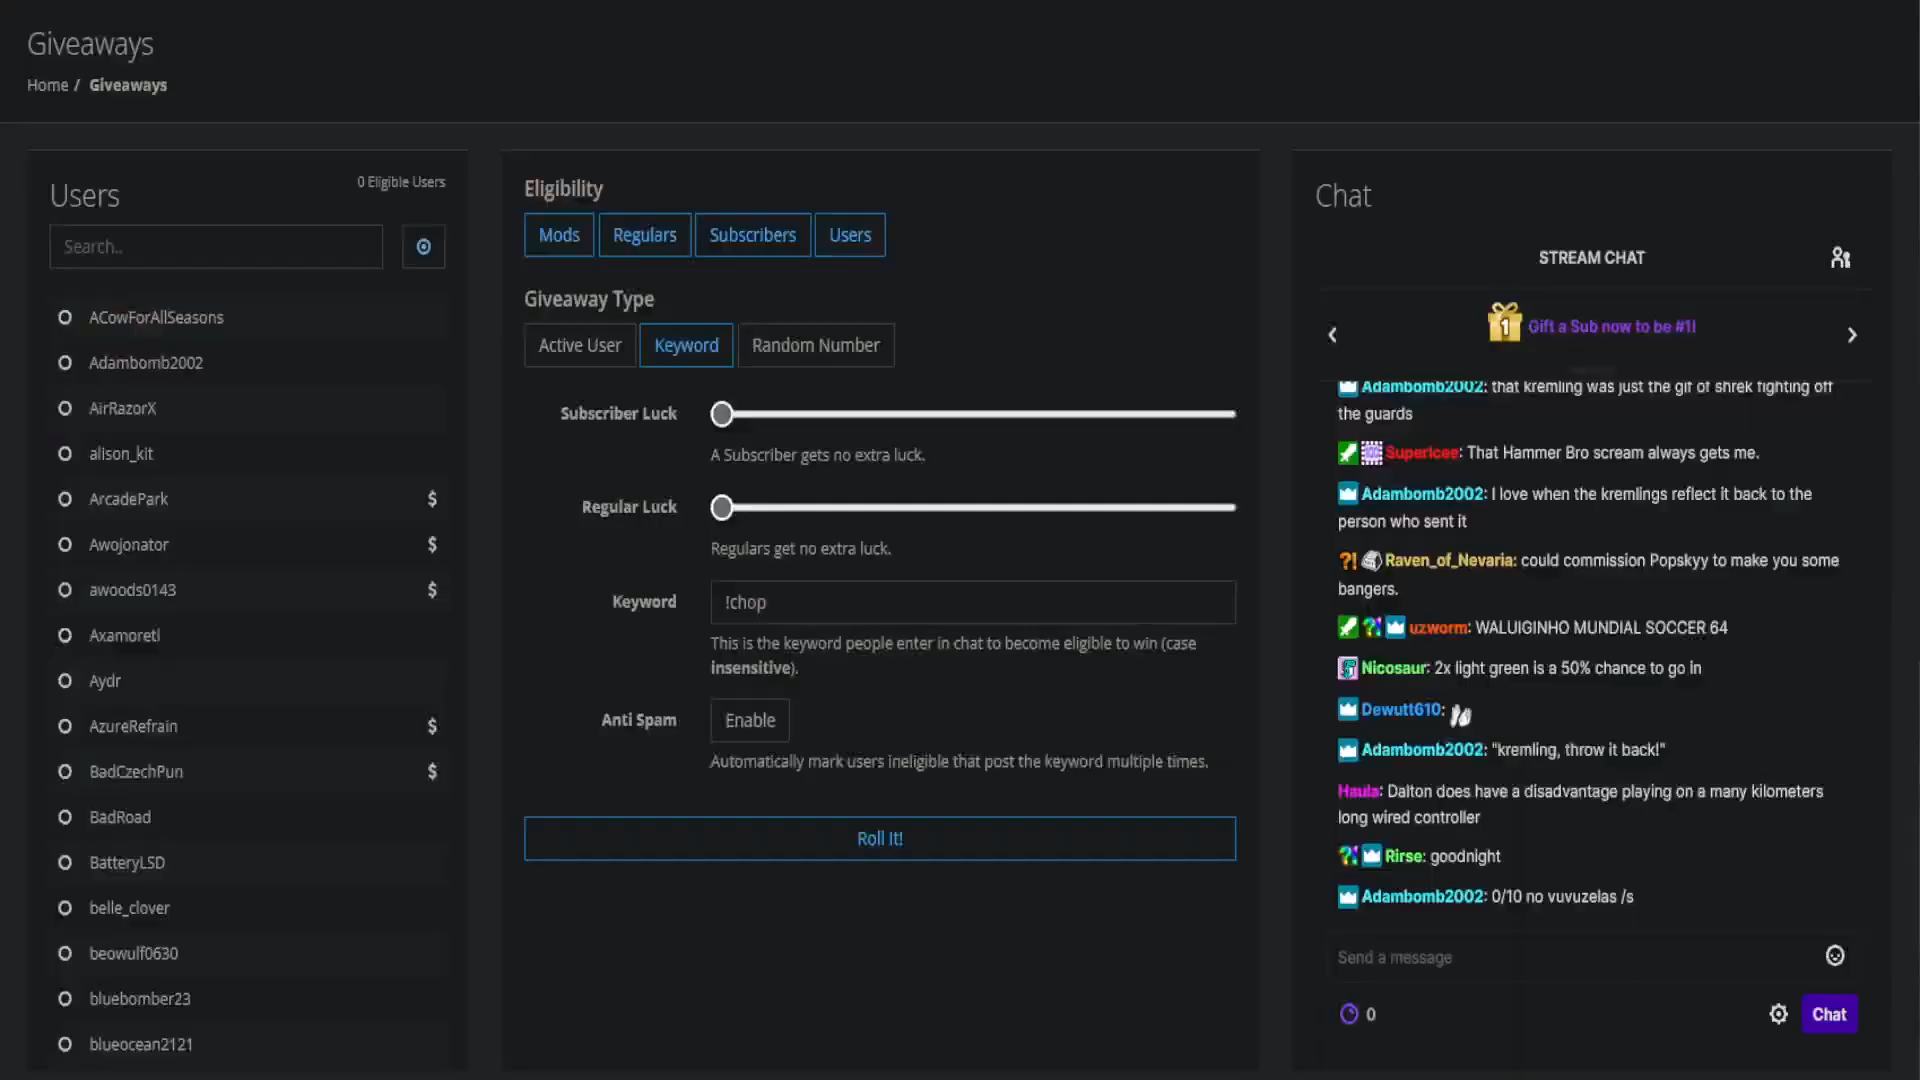 Giveaways
Home / Giveaways
Users
0 Eligible Users
Search..
ACowForAllSeasons
Adambomb2002
AirRazorX
alison_kit
ArcadePark $
Awojonator $
awoods0143 $
Axamoretl
Aydr
AzureRefrain $
BadCzechPun $
BadRoad
BatteryLSD
belle_clover
beowulf0630
bluebomber23
blueocean2121
Eligibility
Mods Regulars Subscribers Users
Giveaway Type
Active User Keyword Random Number
Subscriber Luck
A Subscriber gets no extra luck.
Regular Luck
Regulars get no extra luck.
Keyword !chop
This is the keyword people enter in chat to become eligible to win (case
insensitive).
Anti Spam Enable
Automatically mark users ineligible that post the keyword multiple times.
Roll It!
Chat
STREAM CHAT
1 Gift a Sub now to be #1!
Adambomb2002: that kremling was just the gif of shrek fighting off
the guards
SuperIcee: That Hammer Bro scream always gets me.
Adambomb2002: I love when the kremlings reflect it back to the
person who sent it
?! Raven_of_Nevaria: could commission Popskyy to make you some
bangers.
uzworm: WALUIGINHO MUNDIAL SOCCER 64
Nicosaur: 2x light green is a 50% chance to go in
Dewutt610:
Adambomb2002: "kremling, throw it back!"
Haula: Dalton does have a disadvantage playing on a many kilometers
long wired controller
Rirse: goodnight
Adambomb2002: 0/10 no vuvuzelas /s
Send a message
0
Chat